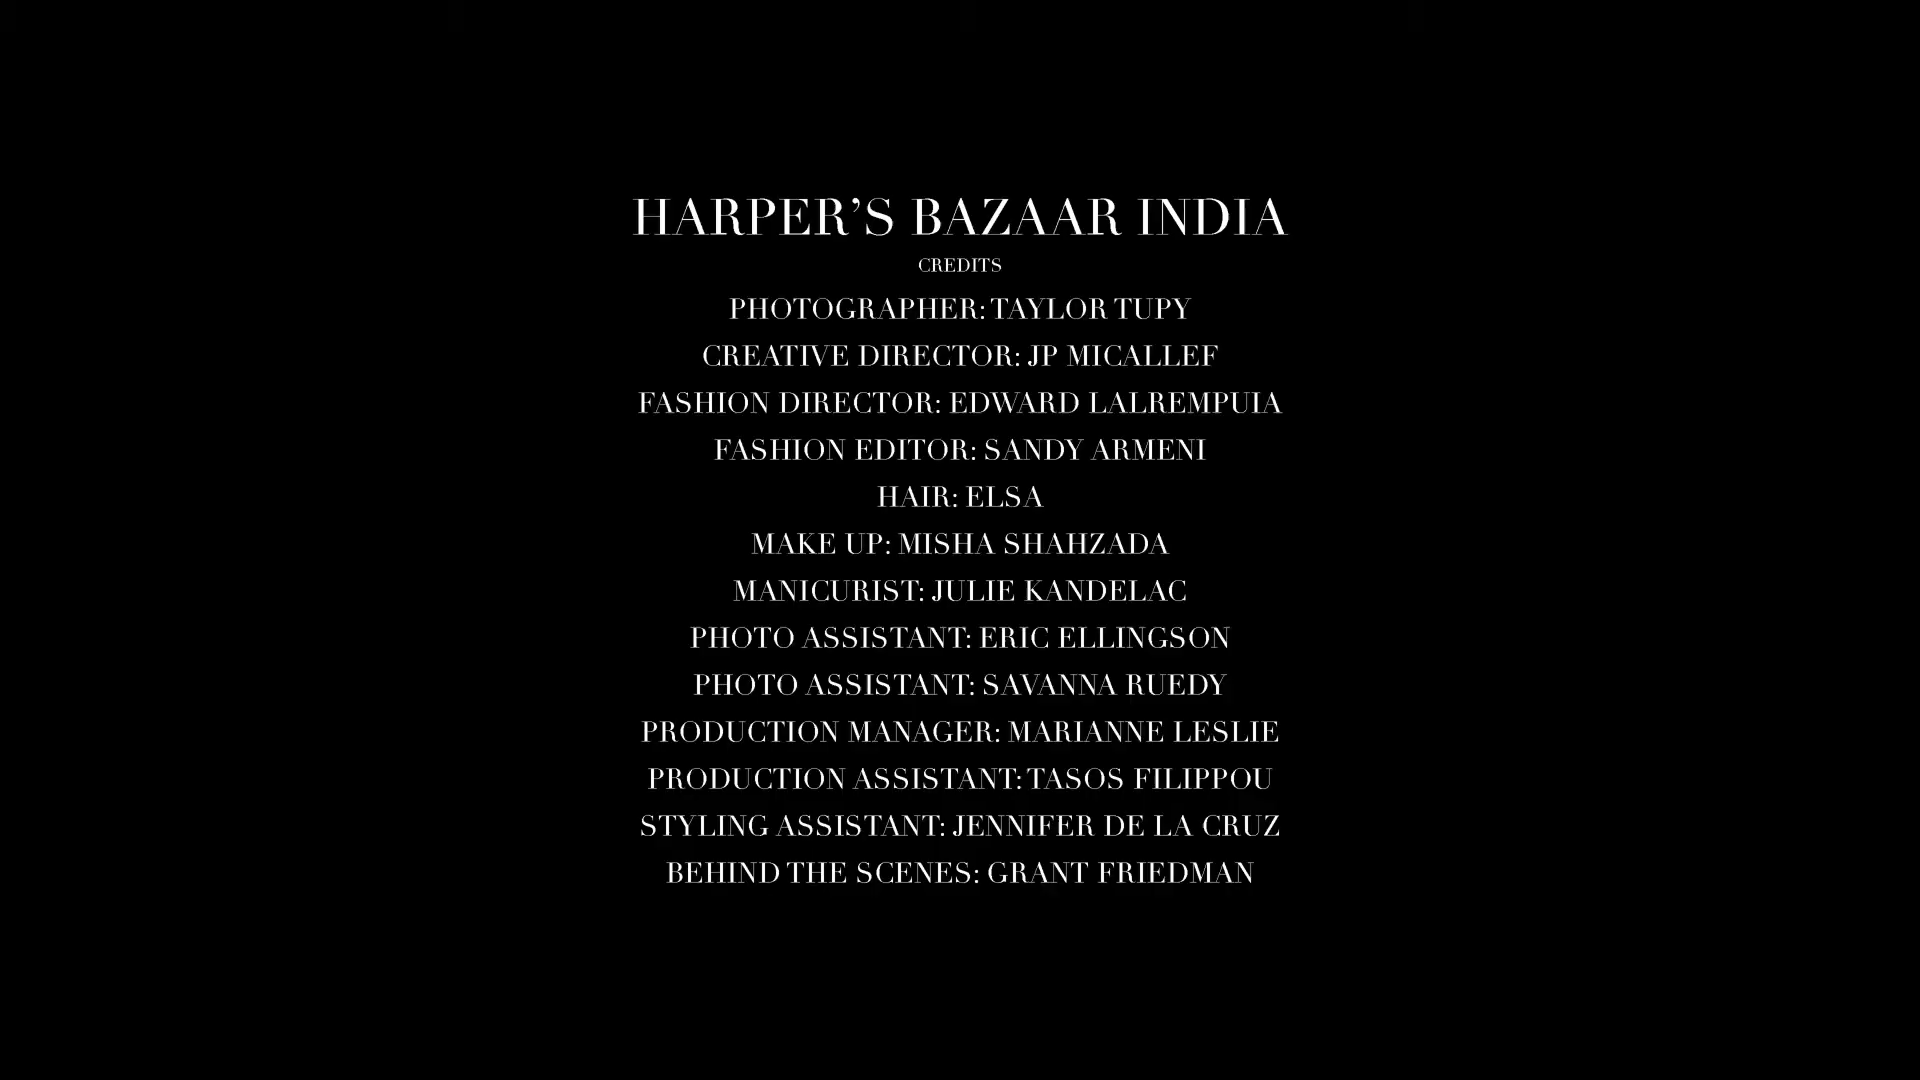 HARPER’S BAZAAR INDIA
CREDITS
PHOTOGRAPHER: TAYLOR TUPY
CREATIVE DIRECTOR: JP MICALLEF
FASHION DIRECTOR: EDWARD LALREMPUIA
FASHION EDITOR: SANDY ARMENI
HAIR: ELSA
MAKE UP: MISHA SHAHZADA
MANICURIST: JULIE KANDELAC
PHOTO ASSISTANT: ERIC ELLINGSON
PHOTO ASSISTANT: SAVANNA RUEDY
PRODUCTION MANAGER: MARIANNE LESLIE
PRODUCTION ASSISTANT: TASOS FILIPPOU
STYLING ASSISTANT: JENNIFER DE LA CRUZ
BEHIND THE SCENES: GRANT FRIEDMAN